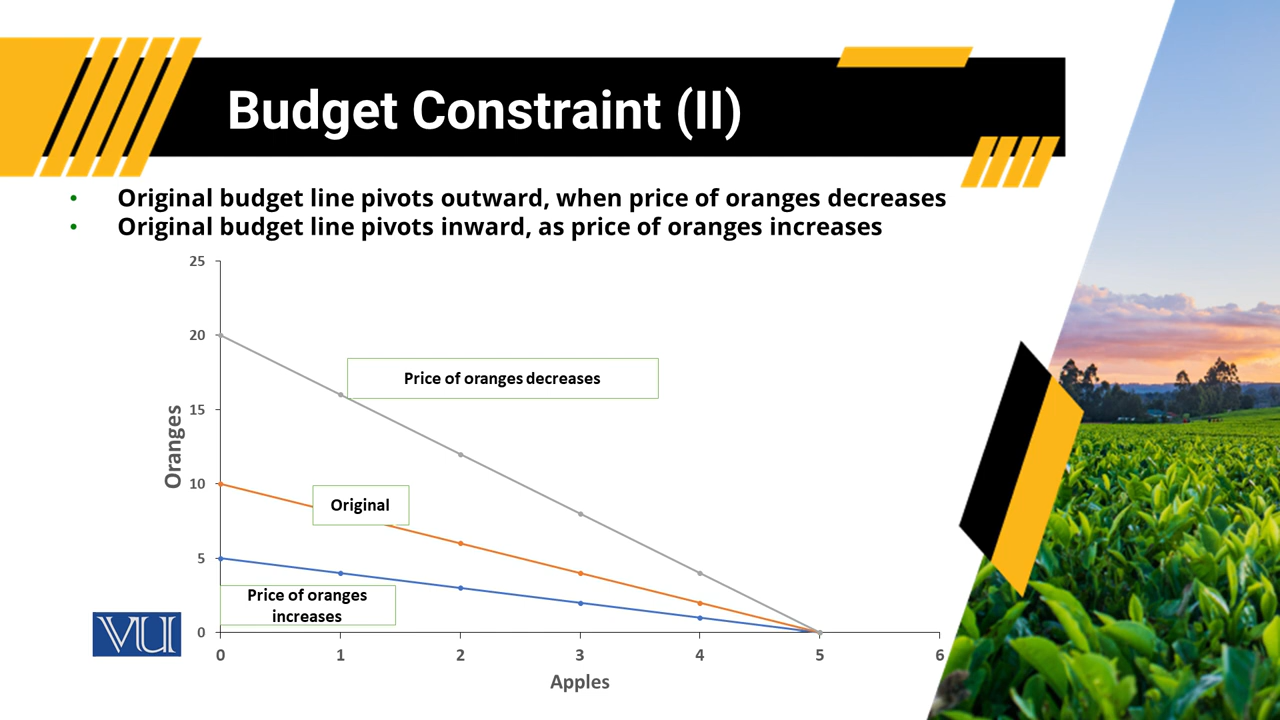 Budget Constraint (II)
• Original budget line pivots outward, when price of oranges decreases
• Original budget line pivots inward, as price of oranges increases
25
20
15
10
5
0
Oranges
Price of oranges decreases
Original
Price of oranges
increases
0 1 2 3 4 5 6
Apples
VU